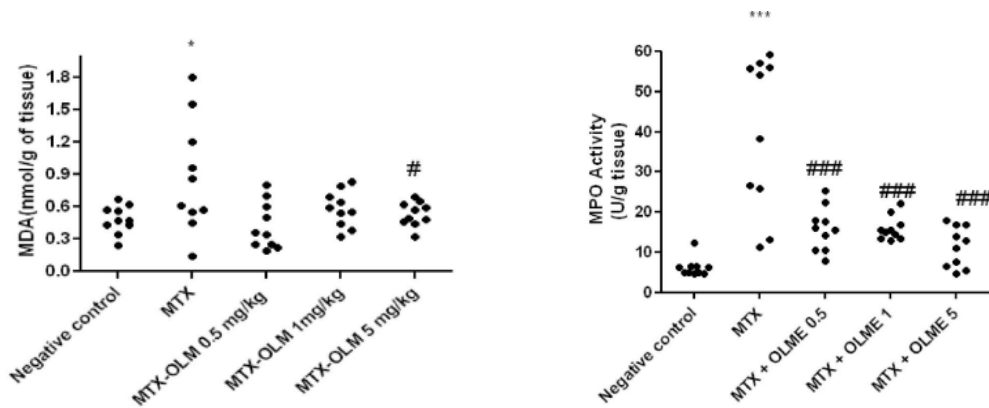 *
1.8
1.5
1.2
0.9
0.6
0.3
0.0
MDA(nmol/g of tissue)
#
Negative control
MTX
MTX-OLM 0.5 mg/kg
MTX-OLM 1mg/kg
MTX-OLM 5 mg/kg
***
60
50
40
30
20
10
0
MPO Activity
(U/g tissue)
###
###
###
Negative control
MTX
MTX + OLME 0.5
MTX + OLME 1
MTX + OLME 5